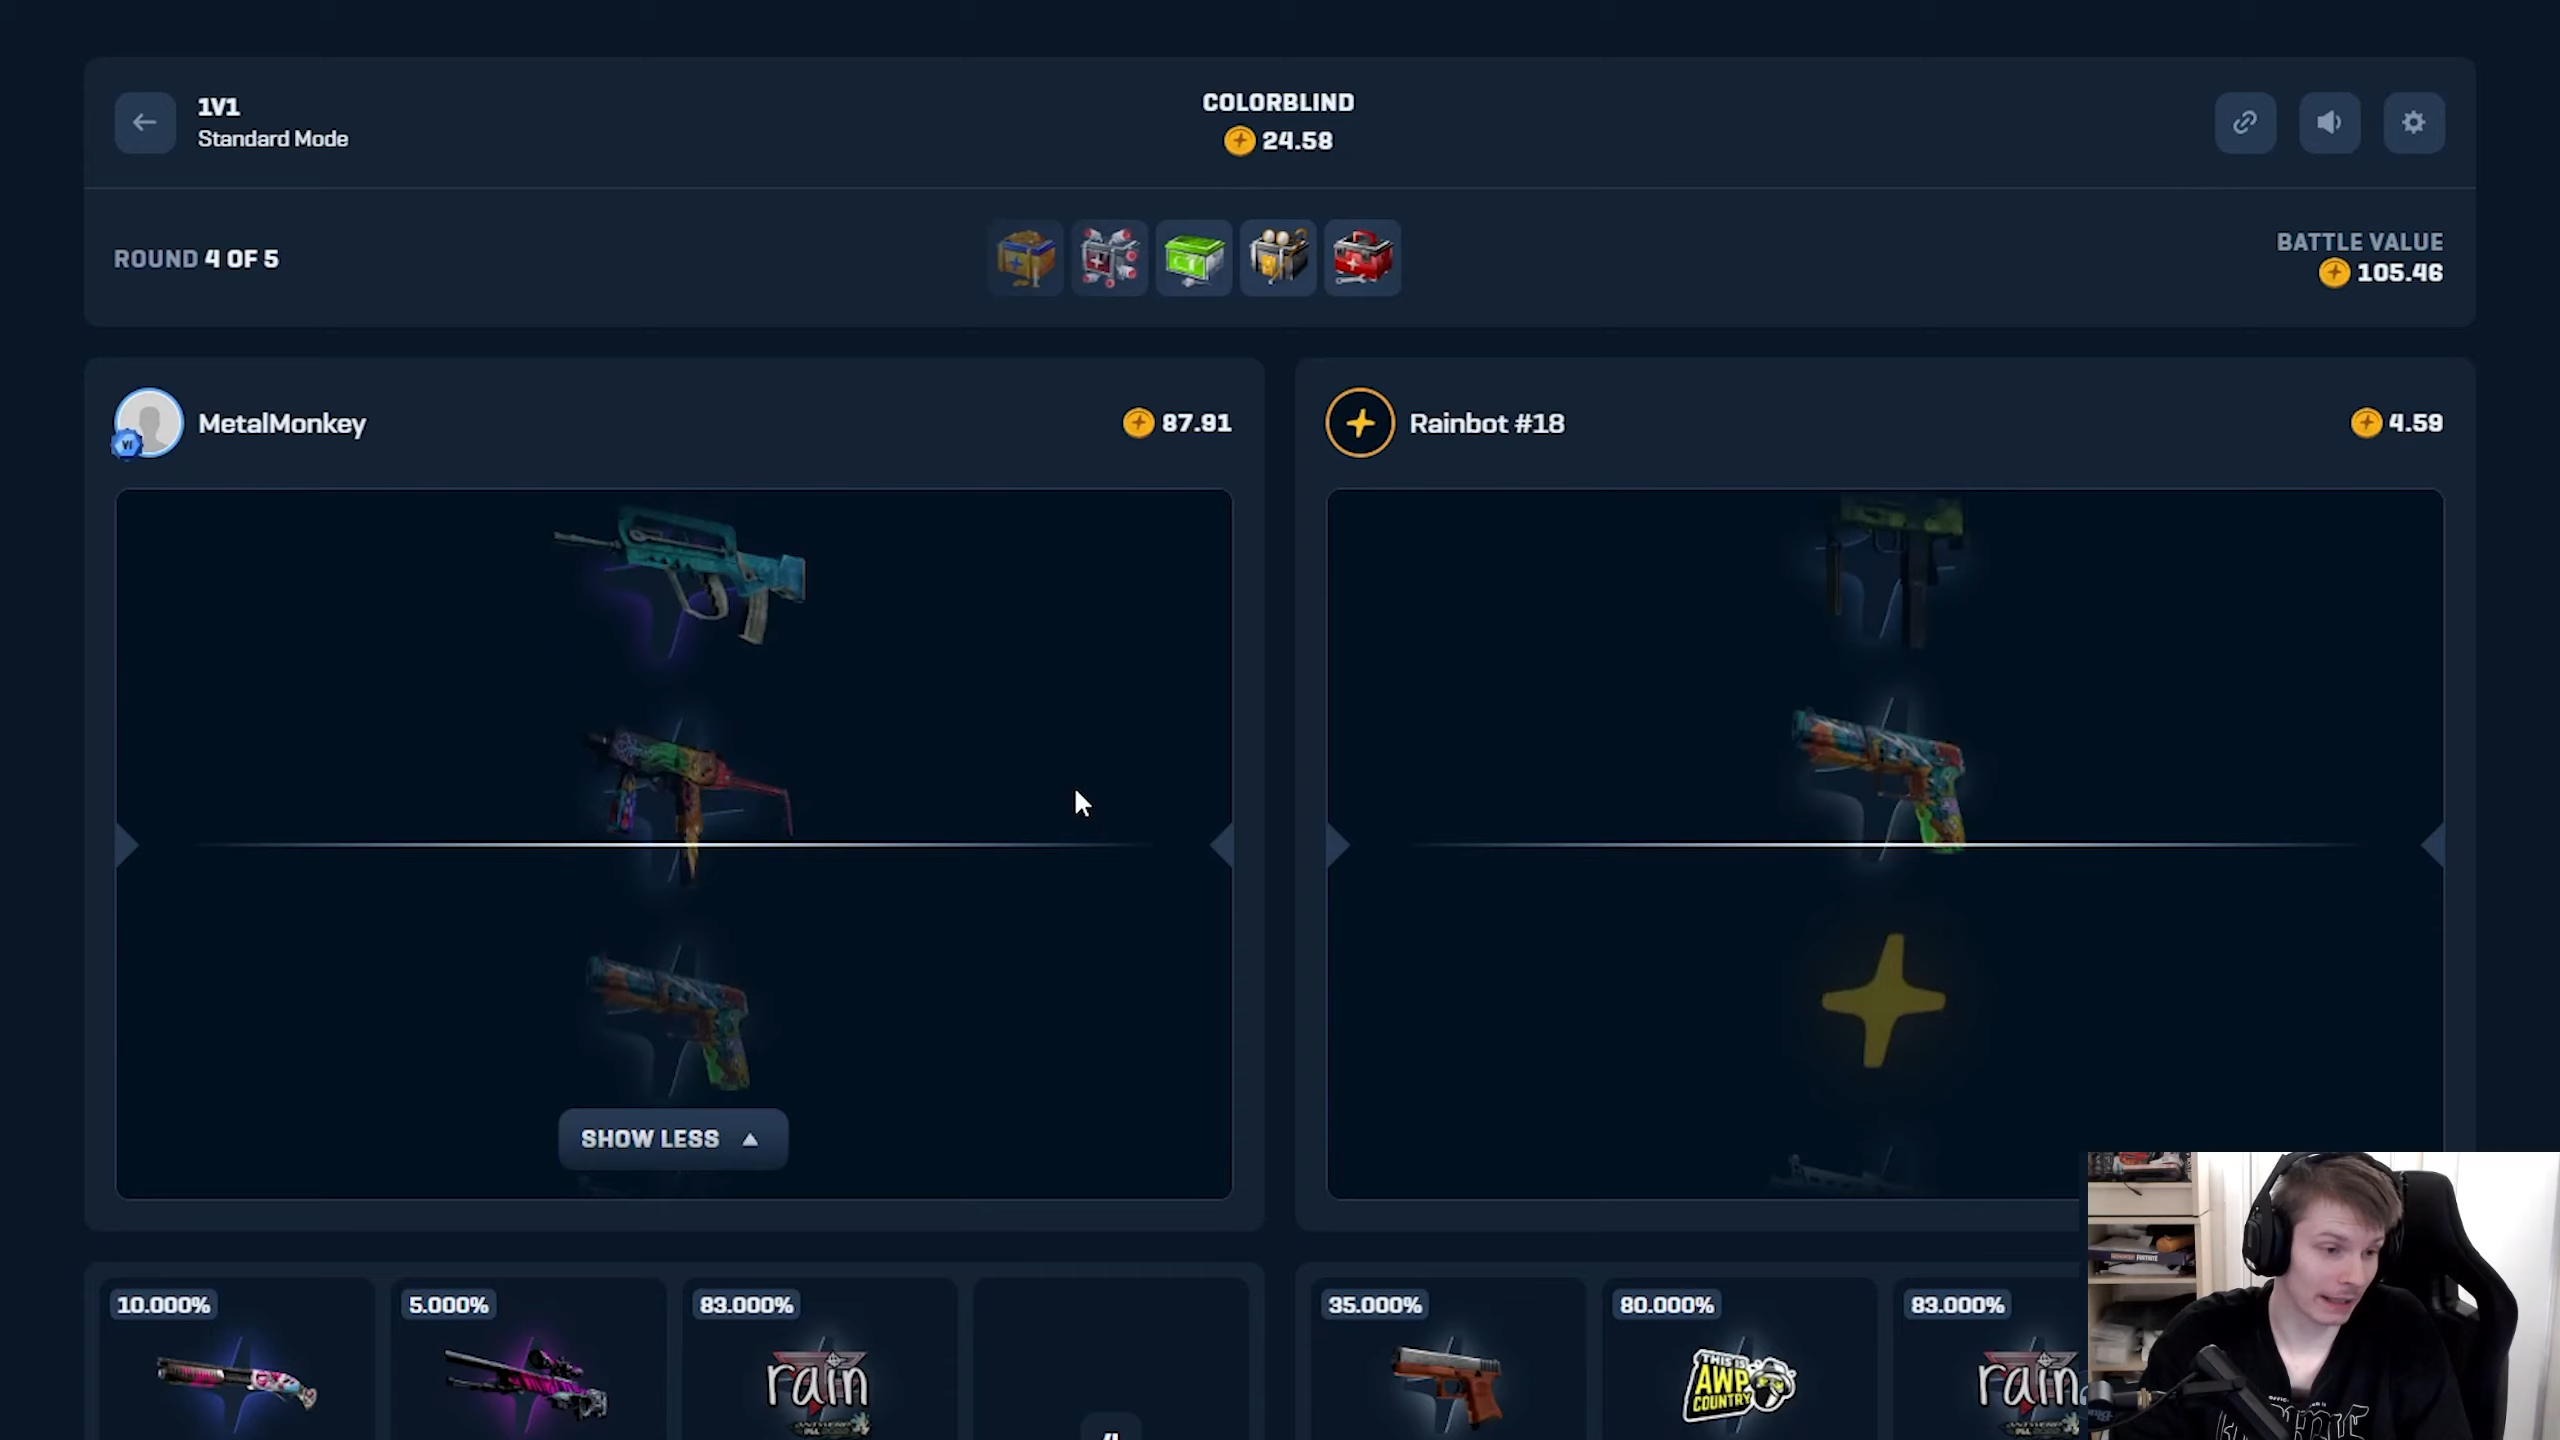 1V1
Standard Mode
COLORBLIND
24.58
ROUND 4 OF 5
BATTLE VALUE
105.46
VI
MetalMonkey
87.91
Rainbot #18
4.59
SHOW LESS
10.000%
5.000%
83.000%
35.000%
80.000%
83.000%
rain
THIS IS
AWP
COUNTRY
rain